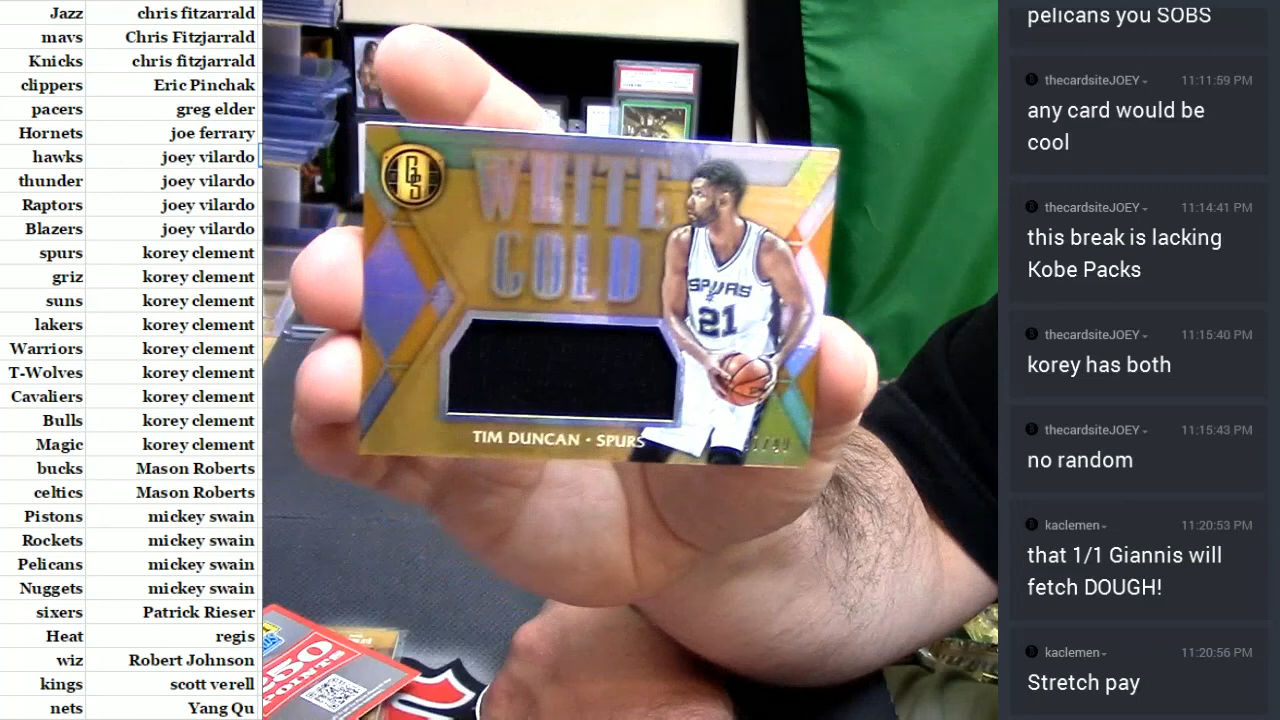 Jazz chris fitzarrald
mavs Chris Fitzjarrald
Knicks chris fitzjarrald
clippers Eric Pinchak
pacers greg elder
Hornets joe ferrary
hawks joey vilardo
thunder joey vilardo
Raptors joey vilardo
Blazers joey vilardo
spurs korey clement
griz korey clement
suns korey clement
lakers korey clement
Warriors korey clement
T-Wolves korey clement
Cavaliers korey clement
Bulls korey clement
Magic korey clement
bucks Mason Roberts
celtics Mason Roberts
Pistons mickey swain
Rockets mickey swain
Pelicans mickey swain
Nuggets mickey swain
sixers Patrick Rieser
Heat regis
wiz Robert Johnson
kings scott verell
nets Yang Qu
GS
WHITE
GOLD
SPURS
21
TIM DUNCAN · SPURS
50
POINTS
pelicans you SOBS
thecardsiteJOEY 11:11:59 PM
any card would be
cool
thecardsiteJOEY 11:14:41 PM
this break is lacking
Kobe Packs
thecardsiteJOEY 11:15:40 PM
korey has both
thecardsiteJOEY 11:15:43 PM
no random
kaclemen 11:20:53 PM
that 1/1 Giannis will
fetch DOUGH!
kaclemen 11:20:56 PM
Stretch pay